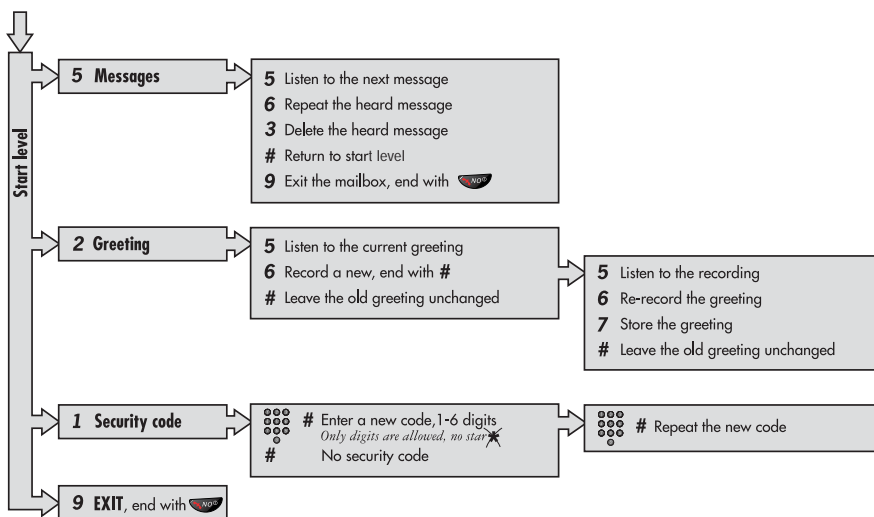 Start level
5 Messages
5 Listen to the next message
6 Repeat the heard message
3 Delete the heard message
# Return to start level
9 Exit the mailbox, end with NO
2 Greeting
5 Listen to the current greeting
6 Record a new, end with #
# Leave the old greeting unchanged
5 Listen to the recording
6 Re-record the greeting
7 Store the greeting
# Leave the old greeting unchanged
1 Security code
# Enter a new code,1-6 digits
Only digits are allowed, no star *
# No security code
# Repeat the new code
9 EXIT, end with NO